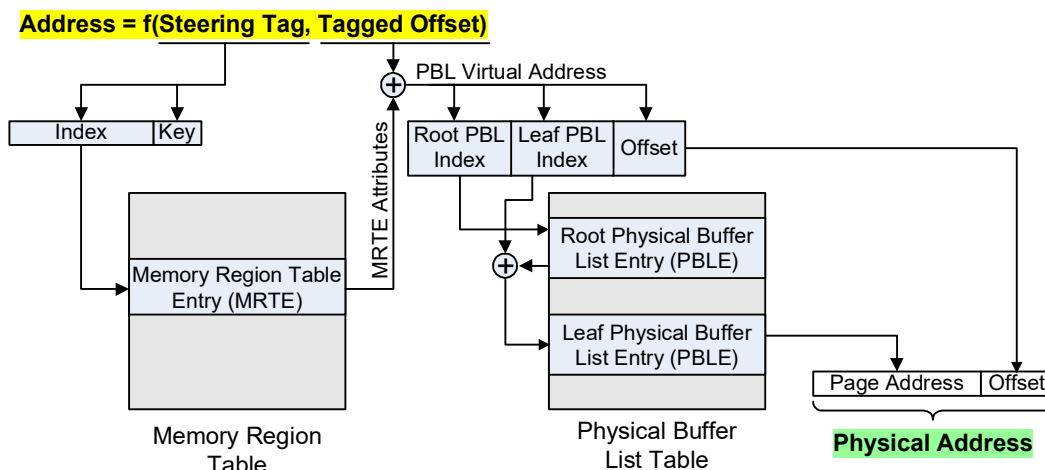 Address = f(Steering Tag, Tagged Offset)
PBL Virtual Address
Index
Key
MRTE Attributes
Root PBL
Index
Leaf PBL
Index
Offset
Memory Region Table
Entry (MRTE)
Root Physical Buffer
List Entry (PBLE)
Leaf Physical Buffer
List Entry (PBLE)
Page Address
Offset
Physical Address
Memory Region
Table
Physical Buffer
List Table